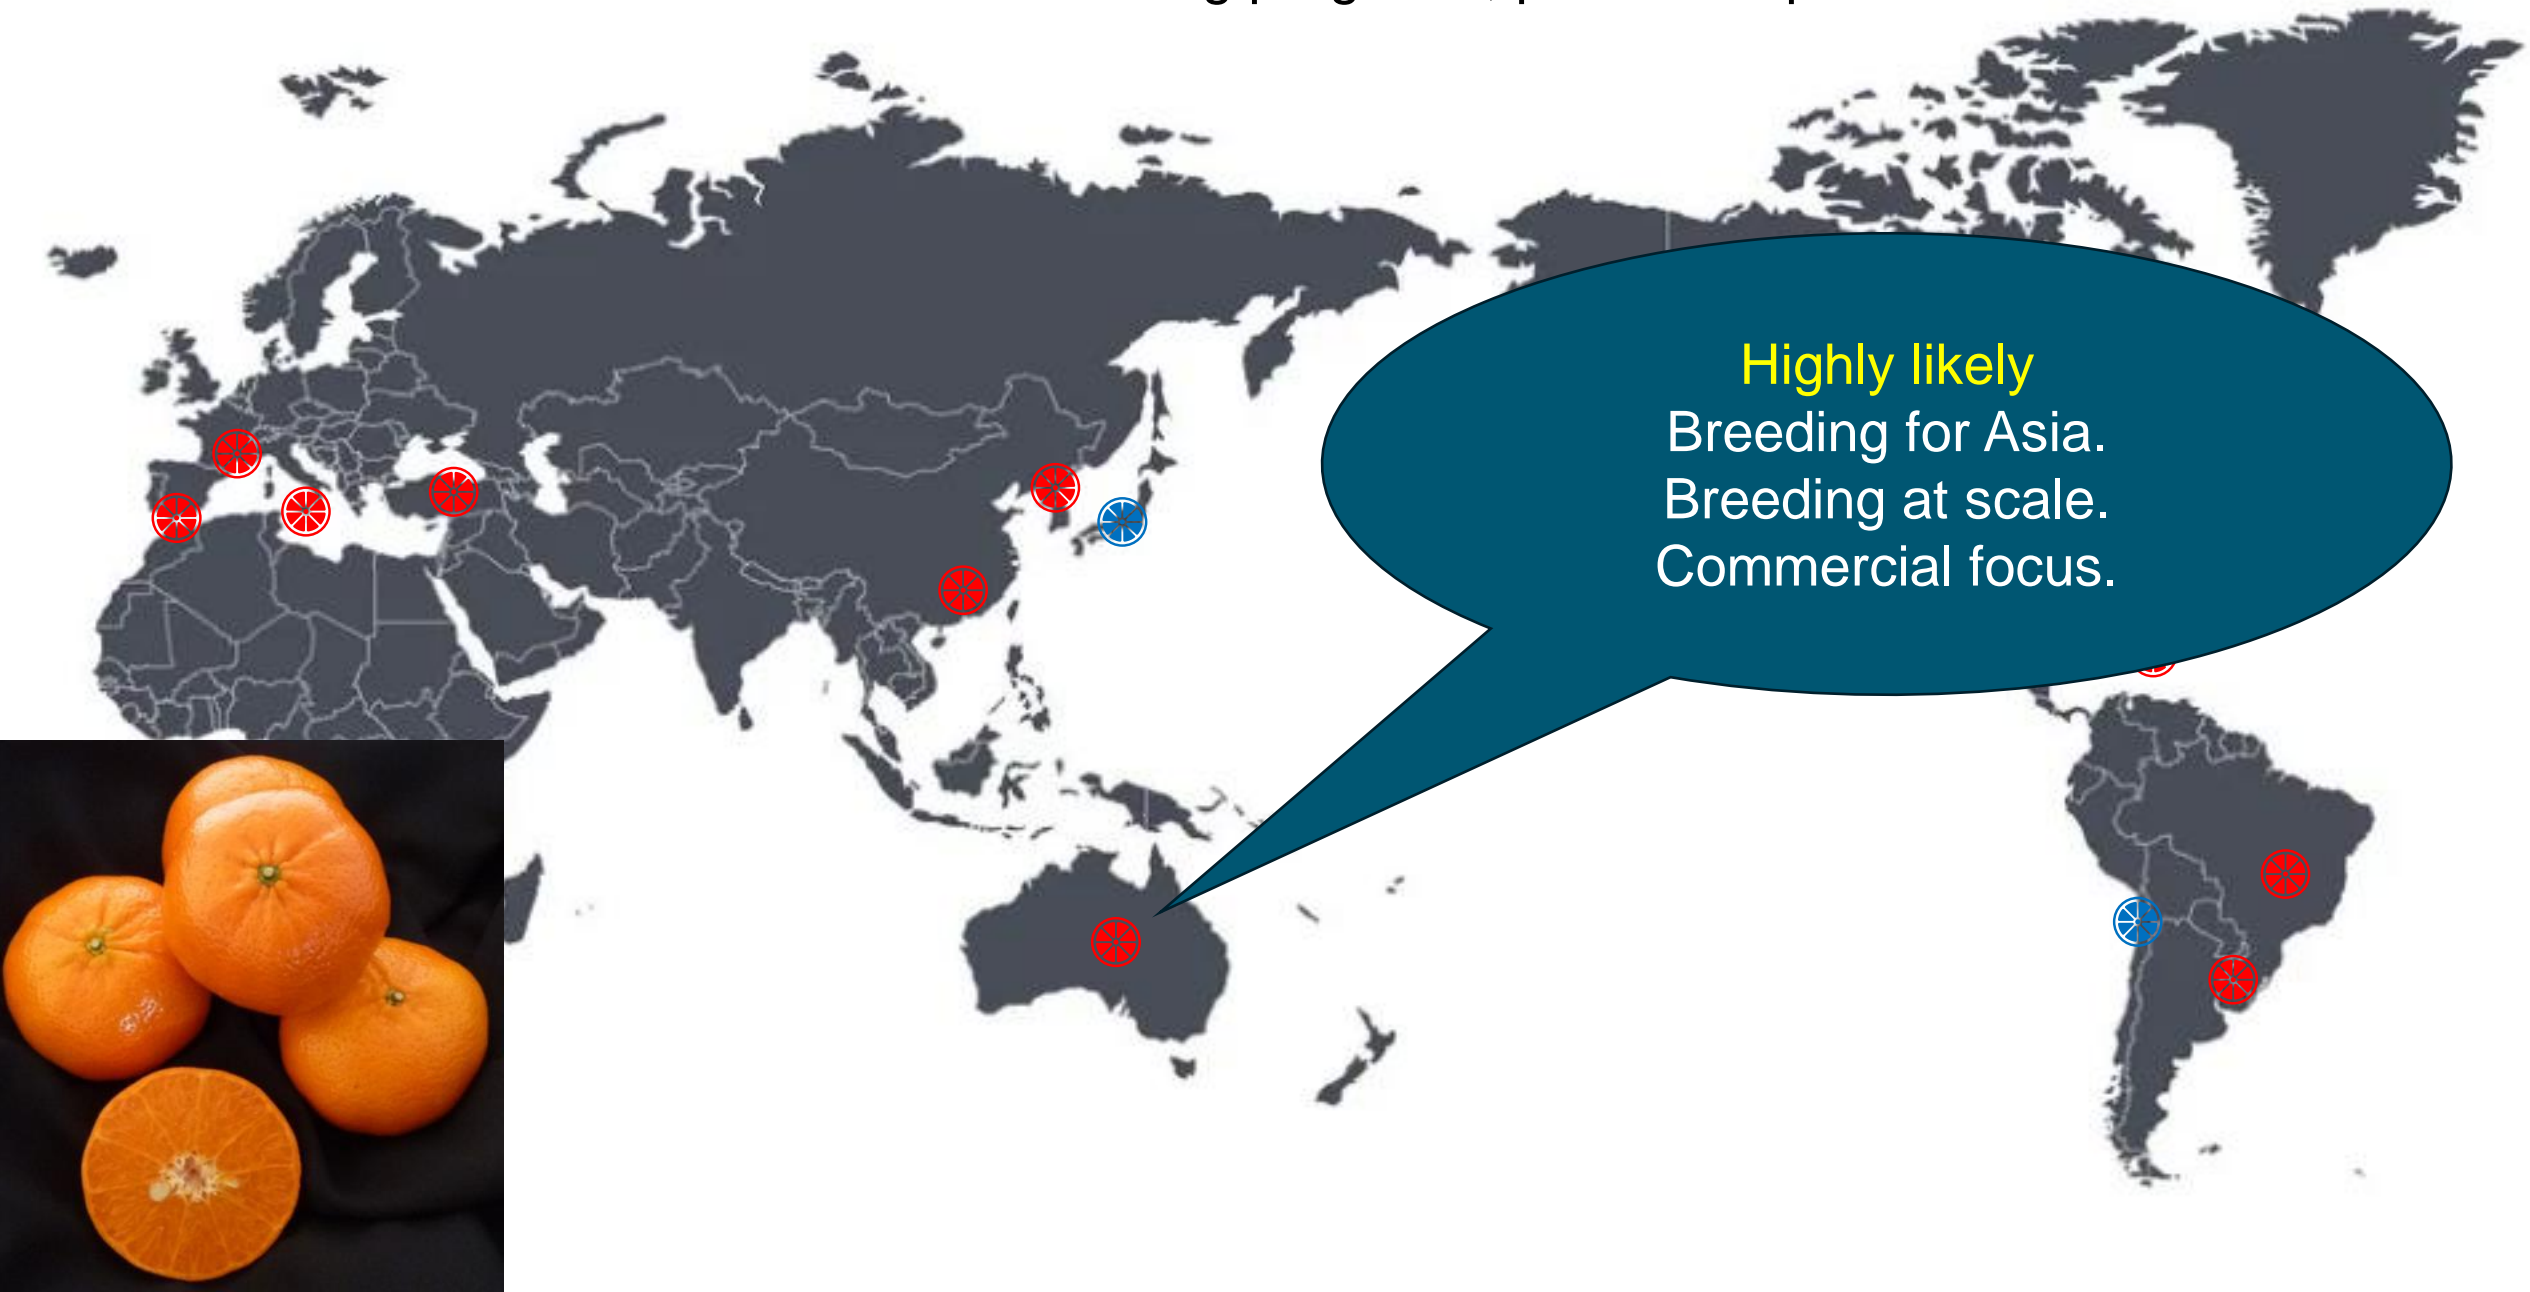 Highly likely
Breeding for Asia.
Breeding at scale.
Commercial focus.